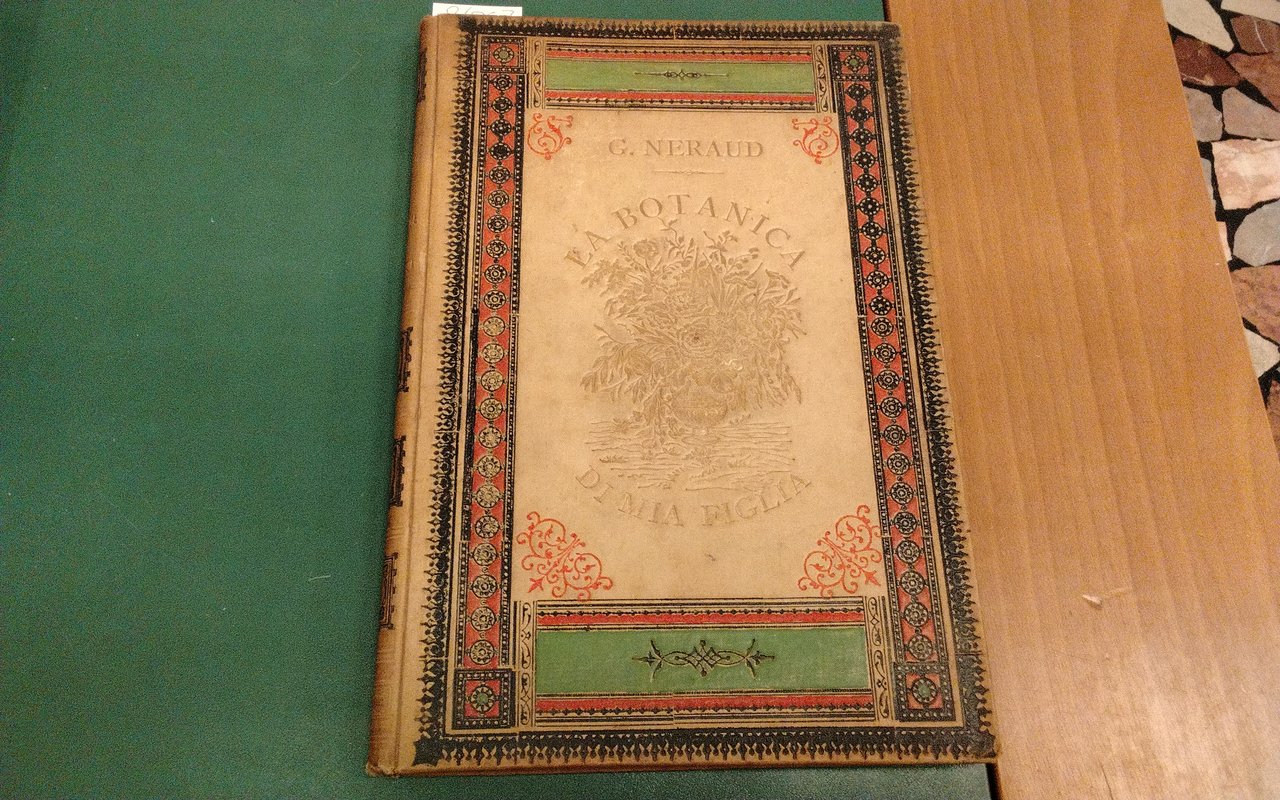 G. NERAUD
LA BOTANICA
DI MIA FIGLIA